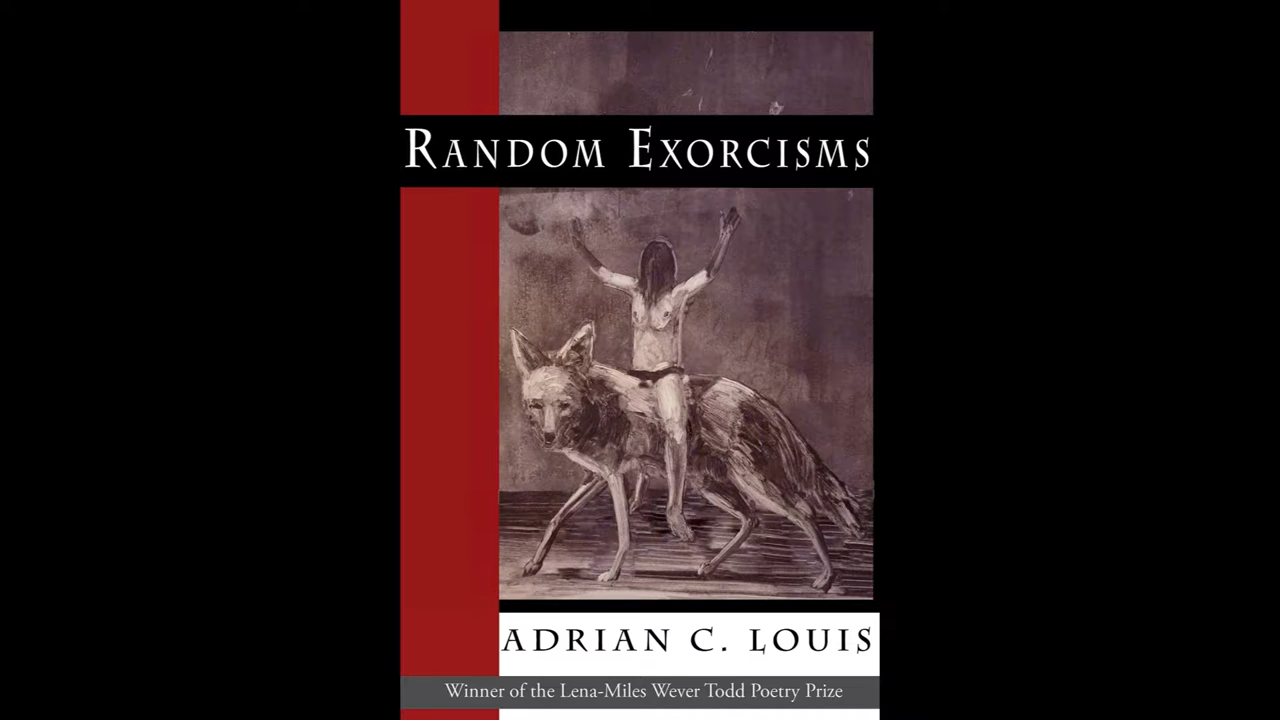 RANDOM EXORCISMS
ADRIAN C. LOUIS
Winner of the Lena-Miles Wever Todd Poetry Prize